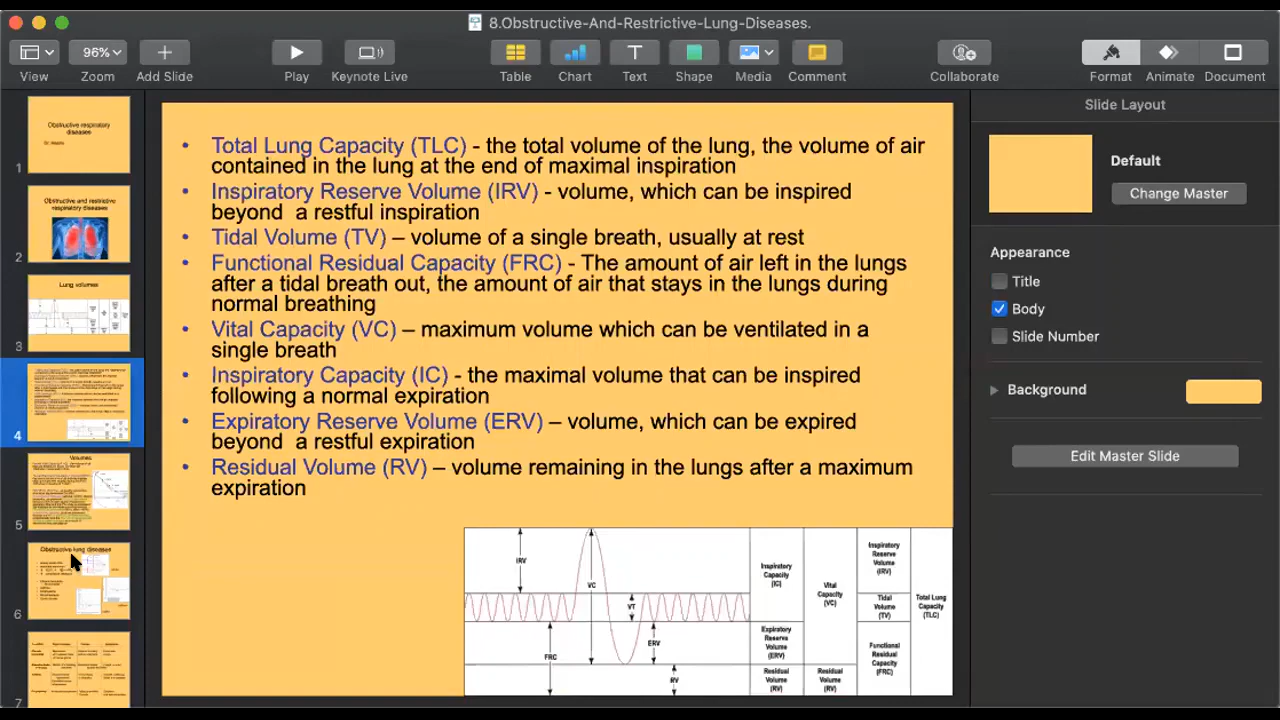 8.Obstructive-And-Restrictive-Lung-Diseases.
96%
View Zoom Add Slide Play Keynote Live Table Chart Text Shape Media Comment Collaborate Format Animate Document
Obstructive respiratory
diseases
1
Obstructive and restrictive
respiratory diseases
2
Lung volumes
3
4
Volumes
5
Obstructive lung diseases
6
7
• Total Lung Capacity (TLC) - the total volume of the lung, the volume of air
contained in the lung at the end of maximal inspiration
• Inspiratory Reserve Volume (IRV) - volume, which can be inspired
beyond a restful inspiration
• Tidal Volume (TV) – volume of a single breath, usually at rest
• Functional Residual Capacity (FRC) - The amount of air left in the lungs
after a tidal breath out, the amount of air that stays in the lungs during
normal breathing
• Vital Capacity (VC) – maximum volume which can be ventilated in a
single breath
• Inspiratory Capacity (IC) - the maximal volume that can be inspired
following a normal expiration
• Expiratory Reserve Volume (ERV) – volume, which can be expired
beyond a restful expiration
• Residual Volume (RV) – volume remaining in the lungs after a maximum
expiration
IRV
VC
VT
FRC
ERV
RV
Inspiratory
Capacity
(IC)
Expiratory
Reserve
Volume
(ERV)
Residual
Volume
(RV)
Vital
Capacity
(VC)
Residual
Volume
(RV)
Inspiratory
Reserve
Volume
(IRV)
Tidal
Volume
(TV)
Functional
Residual
Capacity
(FRC)
Total Lung
Capacity
(TLC)
Slide Layout
Default
Change Master
Appearance
Title
Body
Slide Number
Background
Edit Master Slide